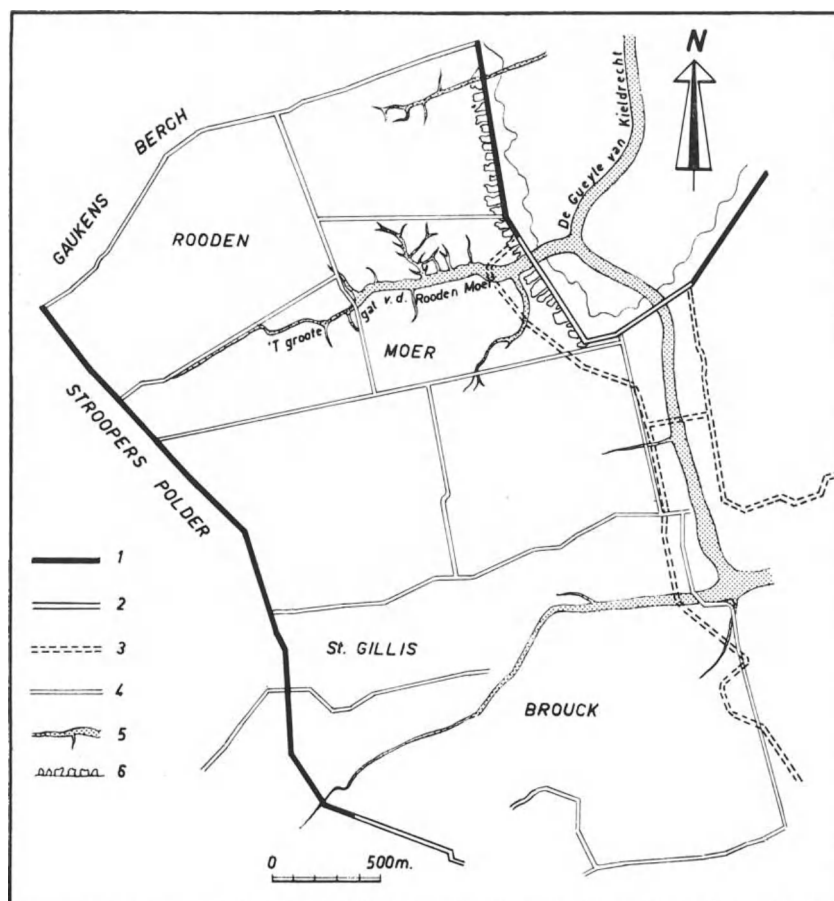 N
De Gueyle van Kieldrecht
GAUKENS BERGH
ROODEN
'T groote gat v.d. Rooden Moer
MOER
STROOPERS POLDER
1
2
3
4
5
6
St. GILLIS
BROUCK
0 500m.